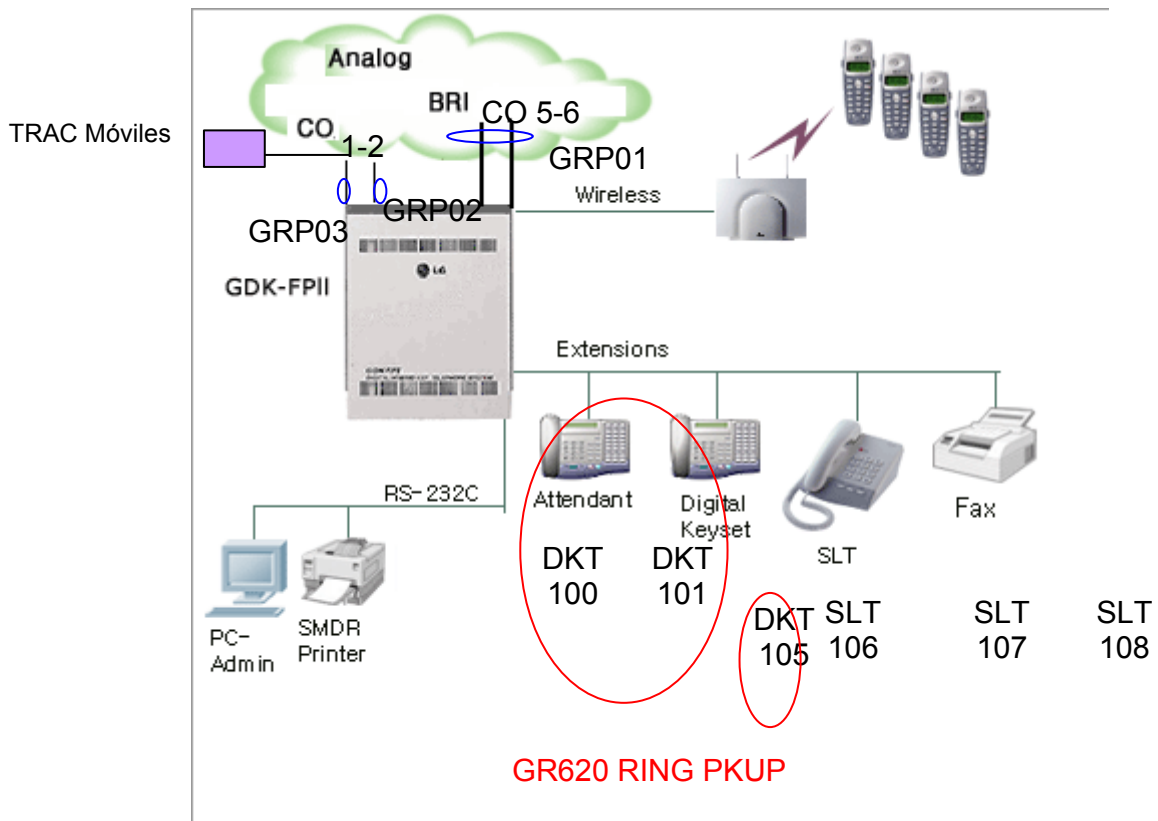 Analog
BRI
CO 5-6
TRAC Móviles
CO
1-2
GRP01
Wireless
GRP02
GRP03
LG
GDK-FPII
Extensions
RS-232C
Attendant
Digital
Keyset
Fax
SLT
DKT
100
DKT
101
DKT
105
SLT
106
SLT
107
SLT
108
PC-
Admin
SMDR
Printer
GR620 RING PKUP